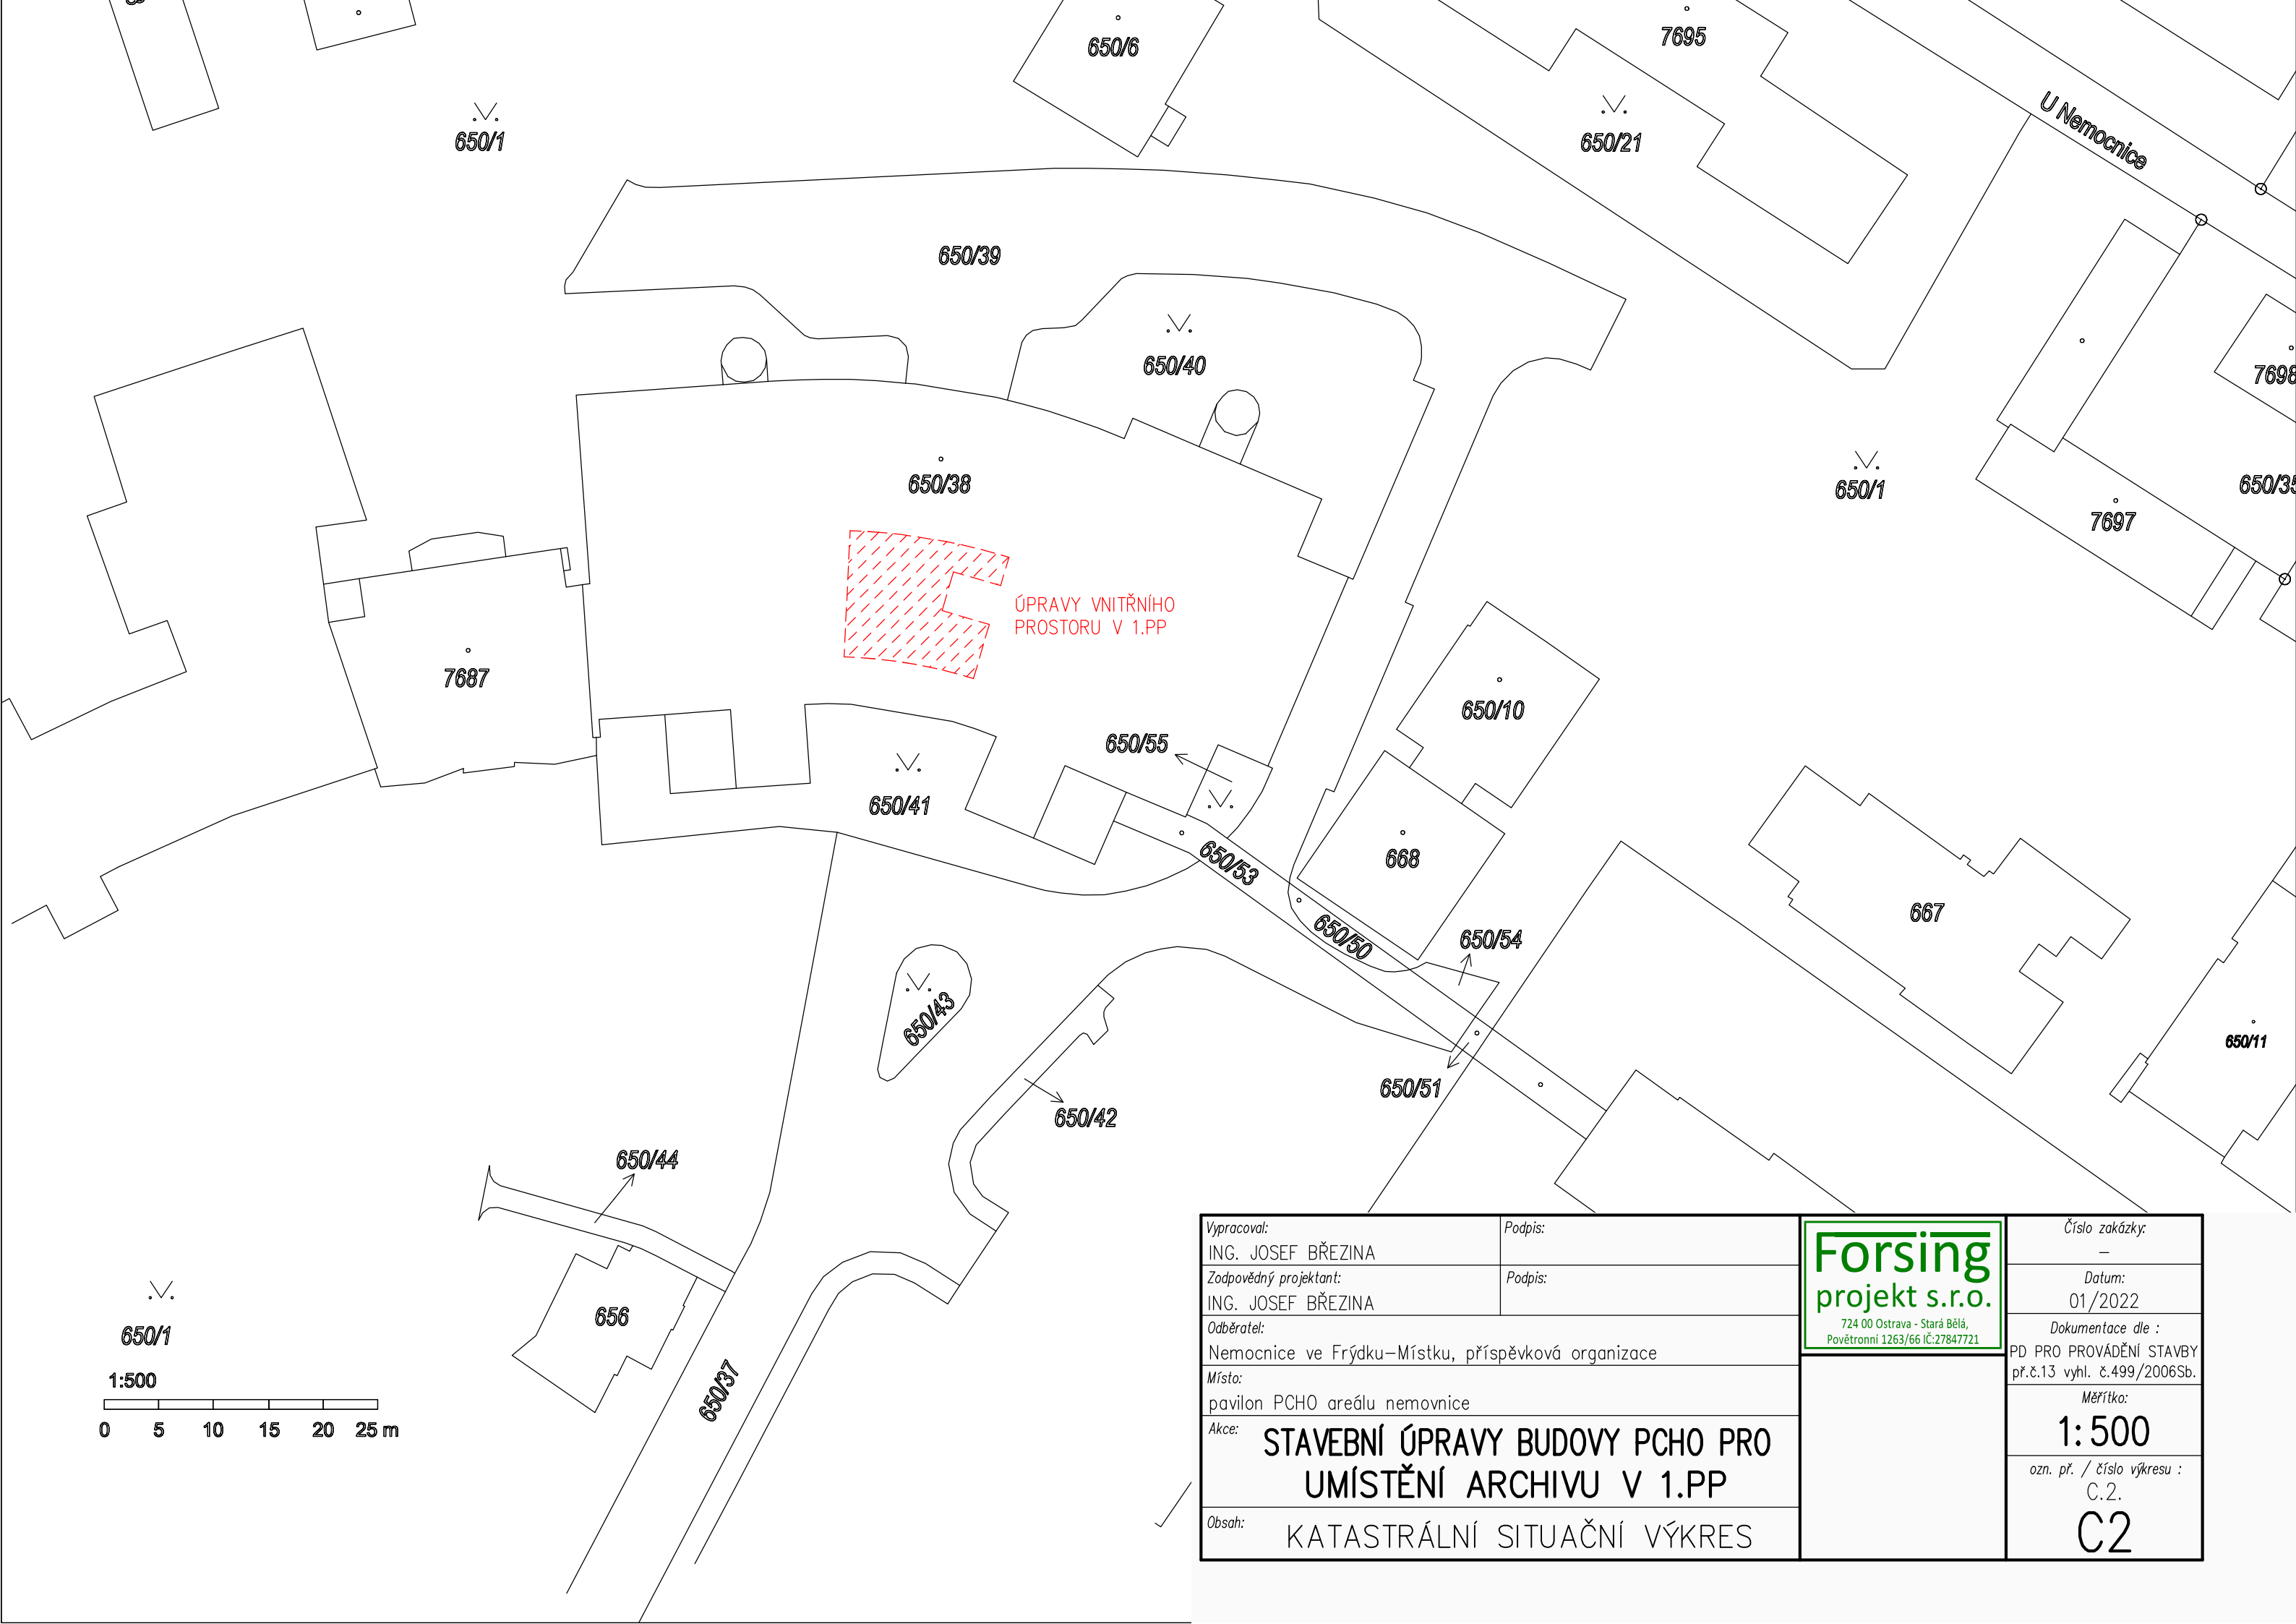 650/6
7695
650/1
650/21
U Nemocnice
650/39
650/40
7698
650/38
650/1
650/35
7697
ÚPRAVY VNITŘNÍHO
PROSTORU V 1.PP
7687
650/10
650/55
650/41
650/53
668
667
650/50
650/54
650/43
650/11
650/51
650/42
650/44
656
650/1
650/37
1:500
0 5 10 15 20 25 m
Vypracoval:
ING. JOSEF BŘEZINA
Podpis:
Zodpovědný projektant:
ING. JOSEF BŘEZINA
Podpis:
Odběratel:
Nemocnice ve Frýdku-Místku, příspěvková organizace
Místo:
pavilon PCHO areálu nemovnice
Akce:
STAVEBNÍ ÚPRAVY BUDOVY PCHO PRO
UMÍSTĚNÍ ARCHIVU V 1.PP
Obsah:
KATASTRÁLNÍ SITUAČNÍ VÝKRES
Forsing
projekt s.r.o.
724 00 Ostrava - Stará Bělá,
Povětronní 1263/66 IČ:27847721
Číslo zakázky:
–
Datum:
01/2022
Dokumentace dle :
PD PRO PROVÁDĚNÍ STAVBY
př.č.13 vyhl. č.499/2006Sb.
Měřítko:
1:500
ozn. př. / číslo výkresu :
C.2.
C2